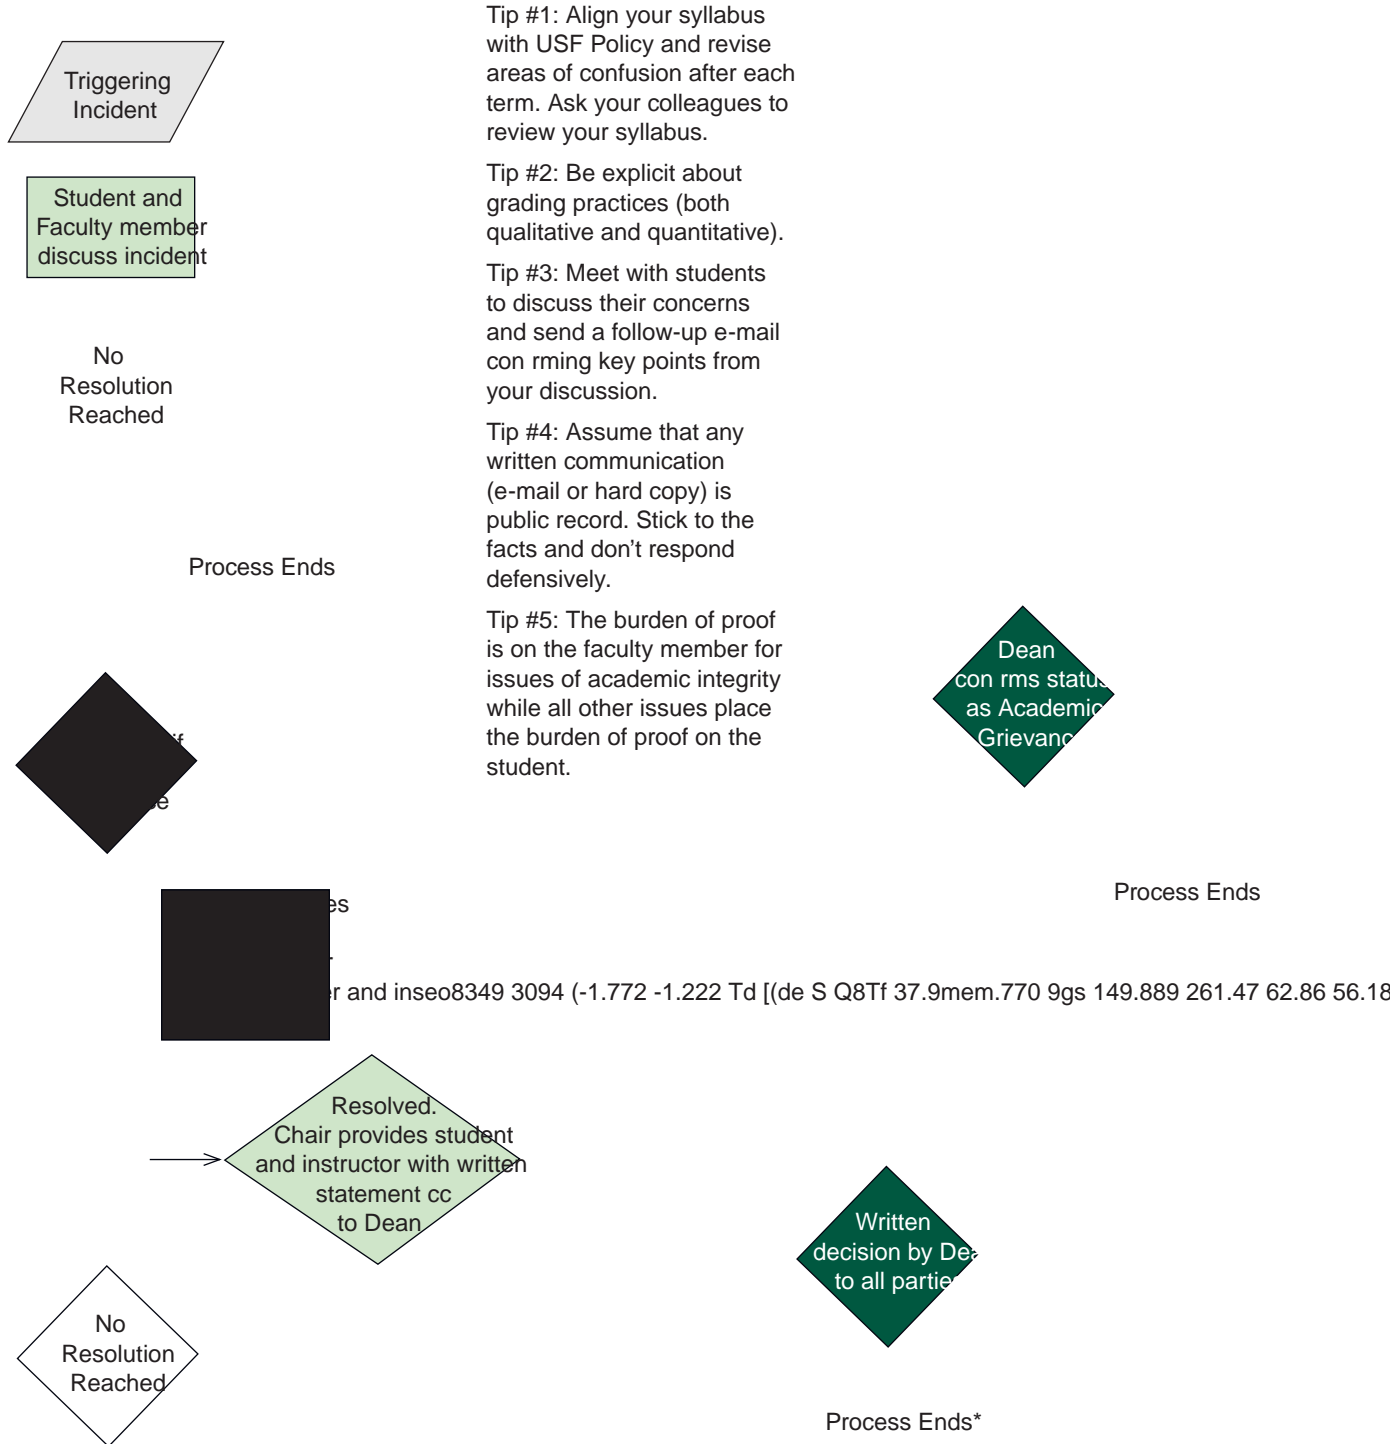 Triggering
Incident
Student and
Faculty member
discuss incident
No
Resolution
Reached
Process Ends
if
es
r and inseo8349 3094 (-1.772 -1.222 Td [(de S Q8Tf 37.9mem.770 9gs 149.889 261.47 62.86 56.18
Resolved.
Chair provides student
and instructor with written
statement cc
to Dean
No
Resolution
Reached
Tip #1: Align your syllabus
with USF Policy and revise
areas of confusion after each
term. Ask your colleagues to
review your syllabus.
Tip #2: Be explicit about
grading practices (both
qualitative and quantitative).
Tip #3: Meet with students
to discuss their concerns
and send a follow-up e-mail
con rming key points from
your discussion.
Tip #4: Assume that any
written communication
(e-mail or hard copy) is
public record. Stick to the
facts and don't respond
defensively.
Tip #5: The burden of proof
is on the faculty member for
issues of academic integrity
while all other issues place
the burden of proof on the
student.
Dean
con rms status
as Academic
Grievanc
Process Ends
Written
decision by Dea
to all partie
Process Ends*